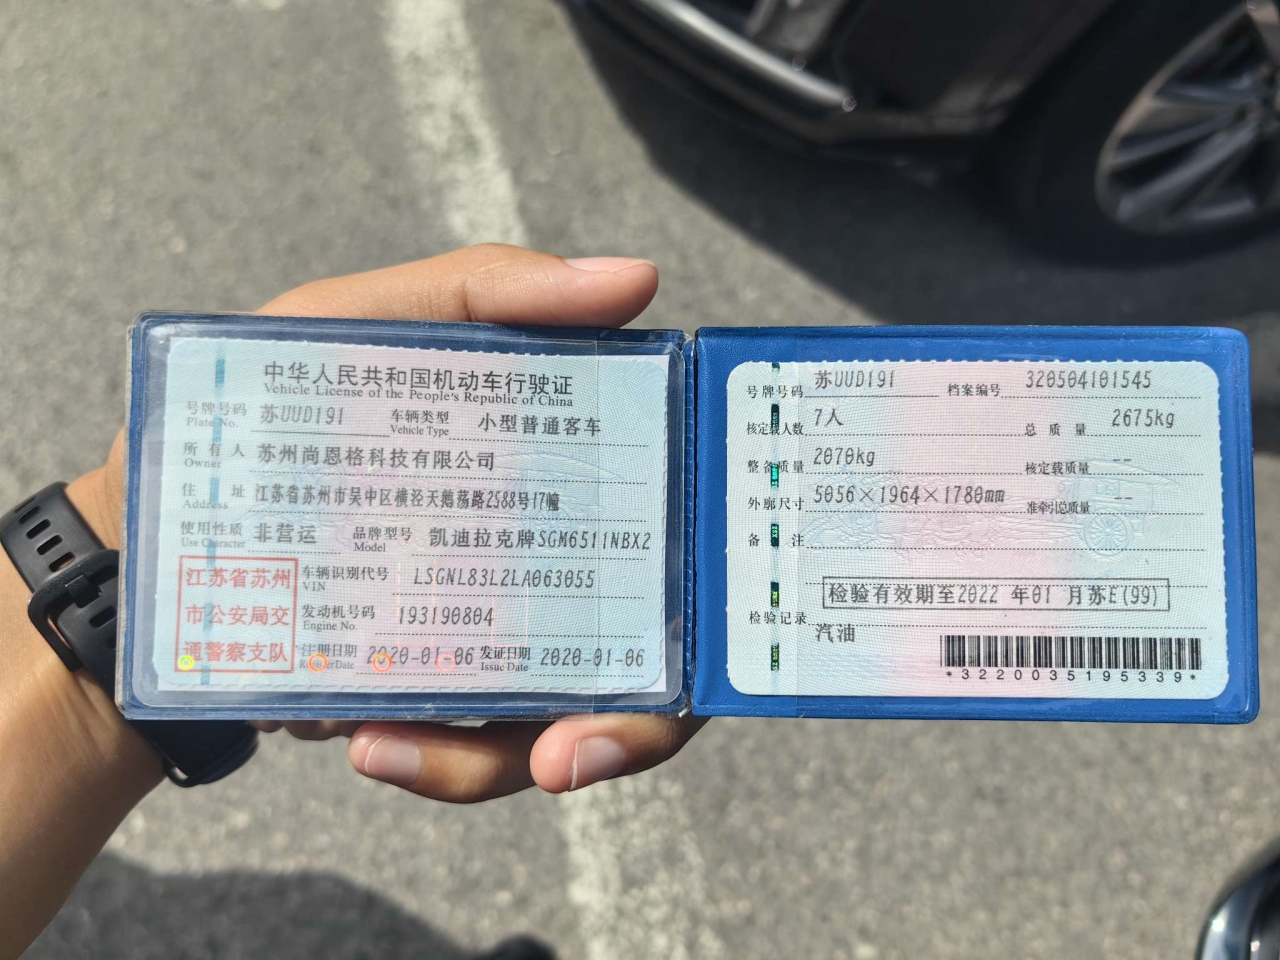 中华人民共和国机动车行驶证
Vehicle License of the People's Republic of China
号牌号码 苏UUD191 车辆类型 小型普通客车
Plate No. Vehicle Type
所有人 苏州尚恩格科技有限公司
Owner
住址 江苏省苏州市吴中区横泾天鹅荡路2588号17幢
Address
使用性质 非营运 品牌型号 凯迪拉克牌SGM6511NBX2
Use Character Model
江苏省苏州
市公安局交
通警察支队
车辆识别代号 LSGNL83L2LA063055
VIN
发动机号码 193190804
Engine No.
注册日期 2020-01-06 发证日期 2020-01-06
Register Date Issue Date
号牌号码 苏UUD191 档案编号 320504101545
核定载人数 7人 总质量 2675kg
整备质量 2070kg 核定载质量 --
外廓尺寸 5056×1964×1780mm 准牵引总质量 --
备注
检验有效期至2022 年01 月苏E(99)
检验记录
汽油
*3220035195339*